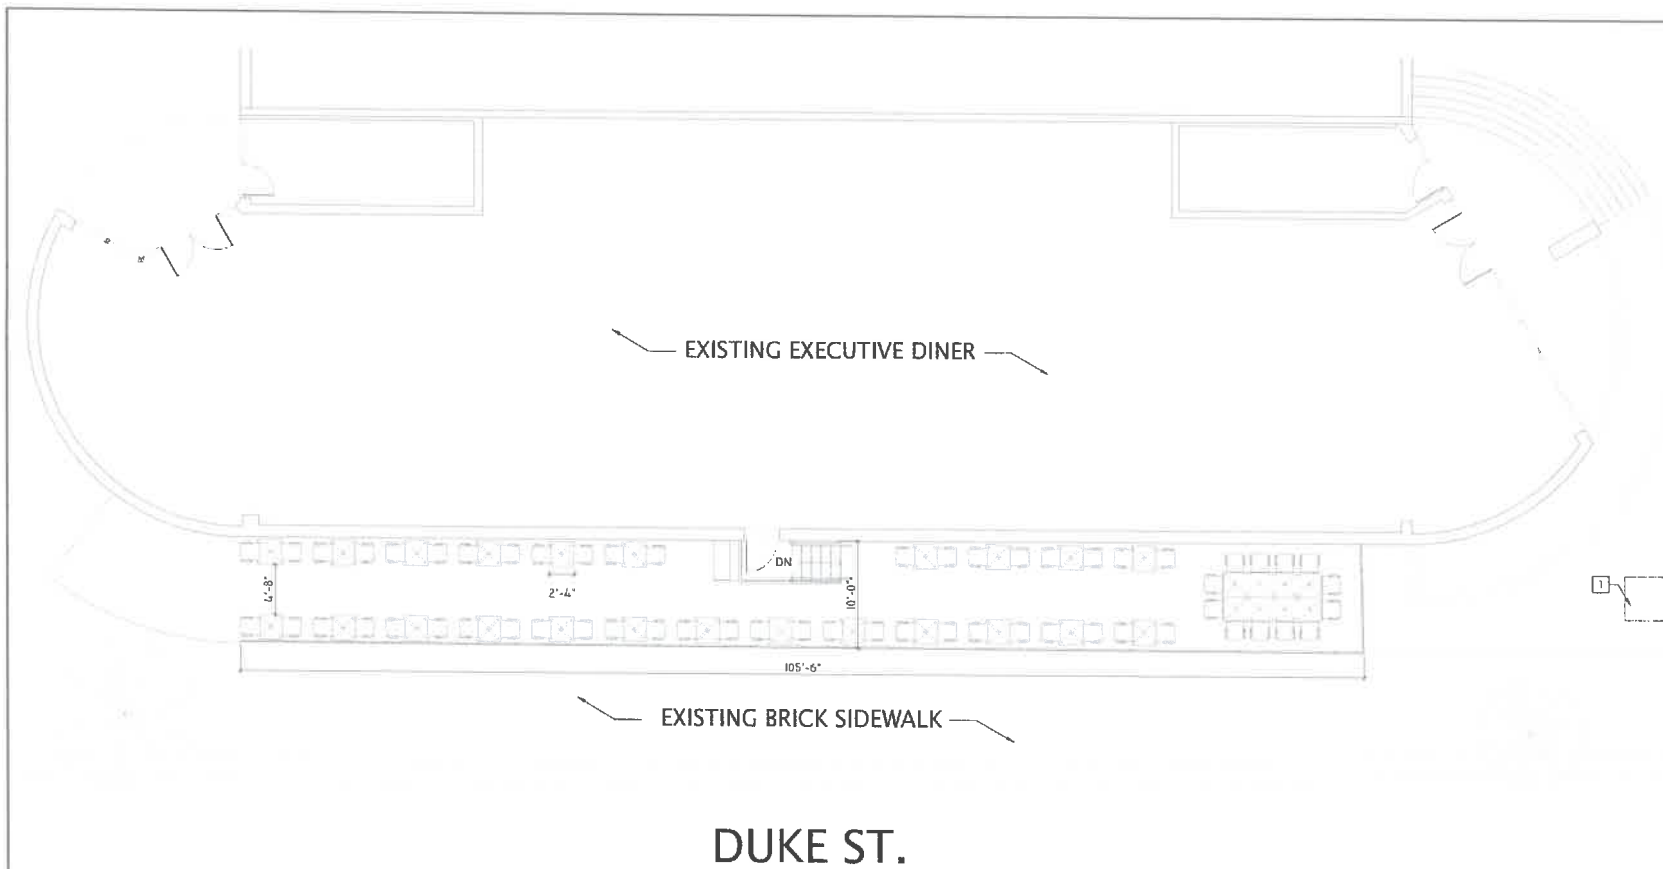 EXISTING EXECUTIVE DINER
DN
4'-8"
2'-4"
10'-0"
1
105'-6"
EXISTING BRICK SIDEWALK
DUKE ST.